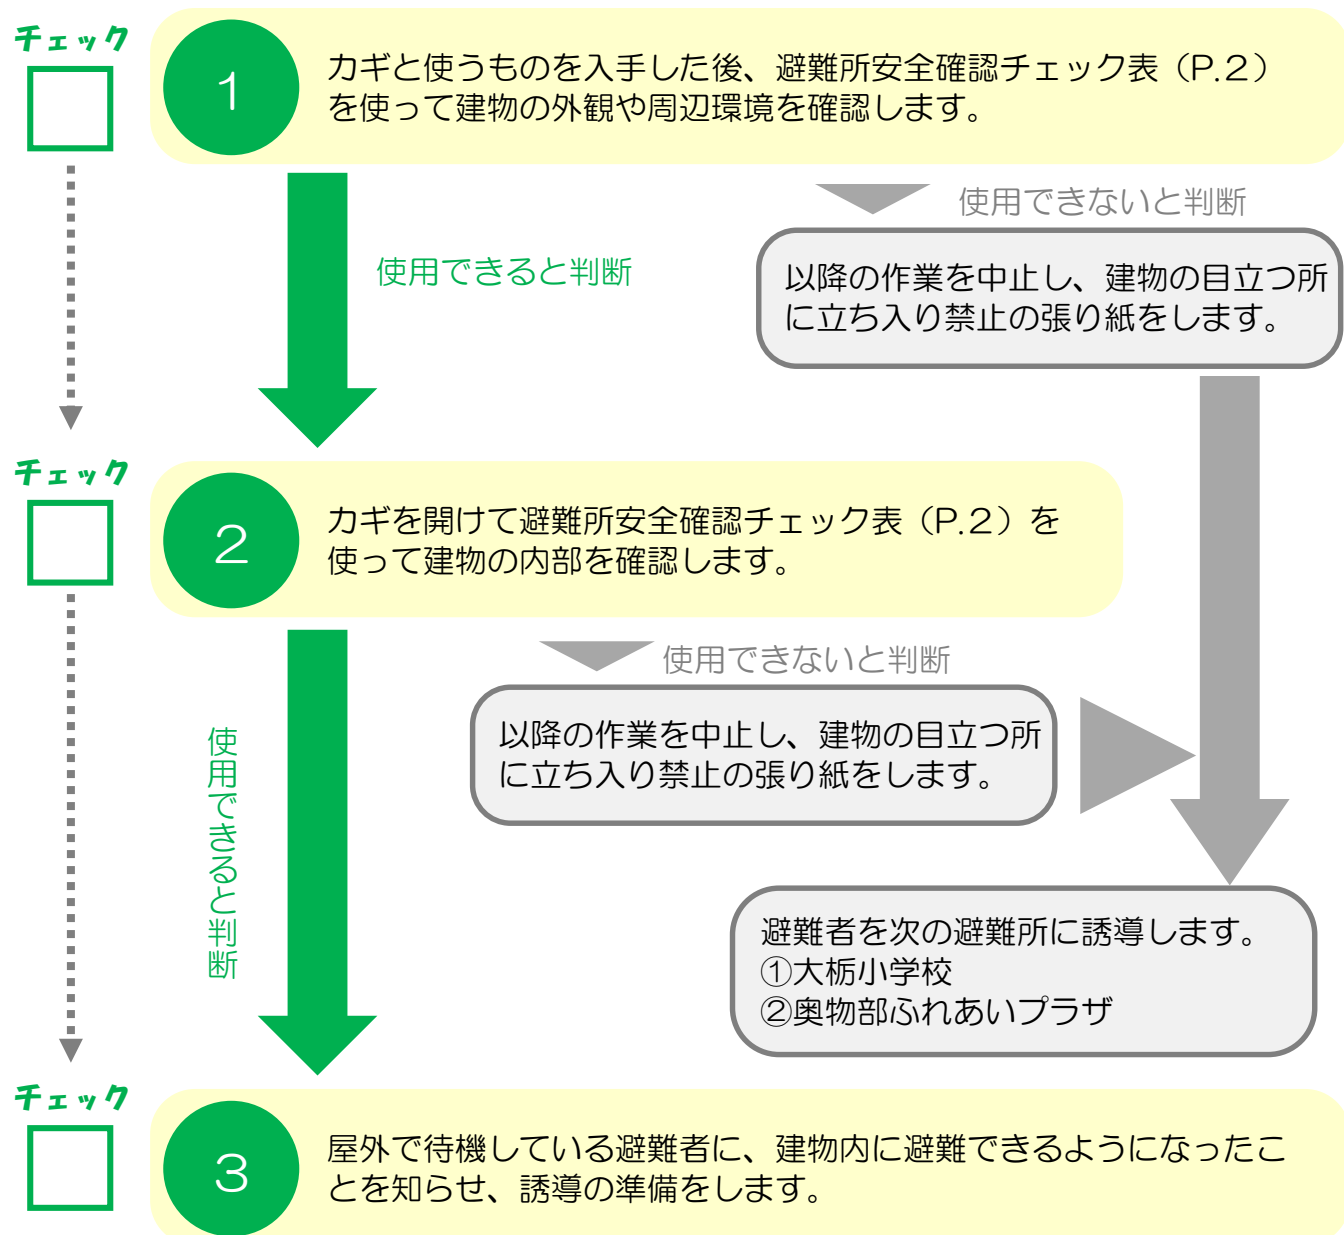 チェック
1
カギと使うものを入手した後、避難所安全確認チェック表（P.2）
を使って建物の外観や周辺環境を確認します。
使用できないと判断
使用できると判断
以降の作業を中止し、建物の目立つ所
に立ち入り禁止の張り紙をします。
チェック
2
カギを開けて避難所安全確認チェック表（P.2）を
使って建物の内部を確認します。
使用できないと判断
使用できると判断
以降の作業を中止し、建物の目立つ所
に立ち入り禁止の張り紙をします。
避難者を次の避難所に誘導します。
①大栃小学校
②奥物部ふれあいプラザ
チェック
3
屋外で待機している避難者に、建物内に避難できるようになったこ
とを知らせ、誘導の準備をします。